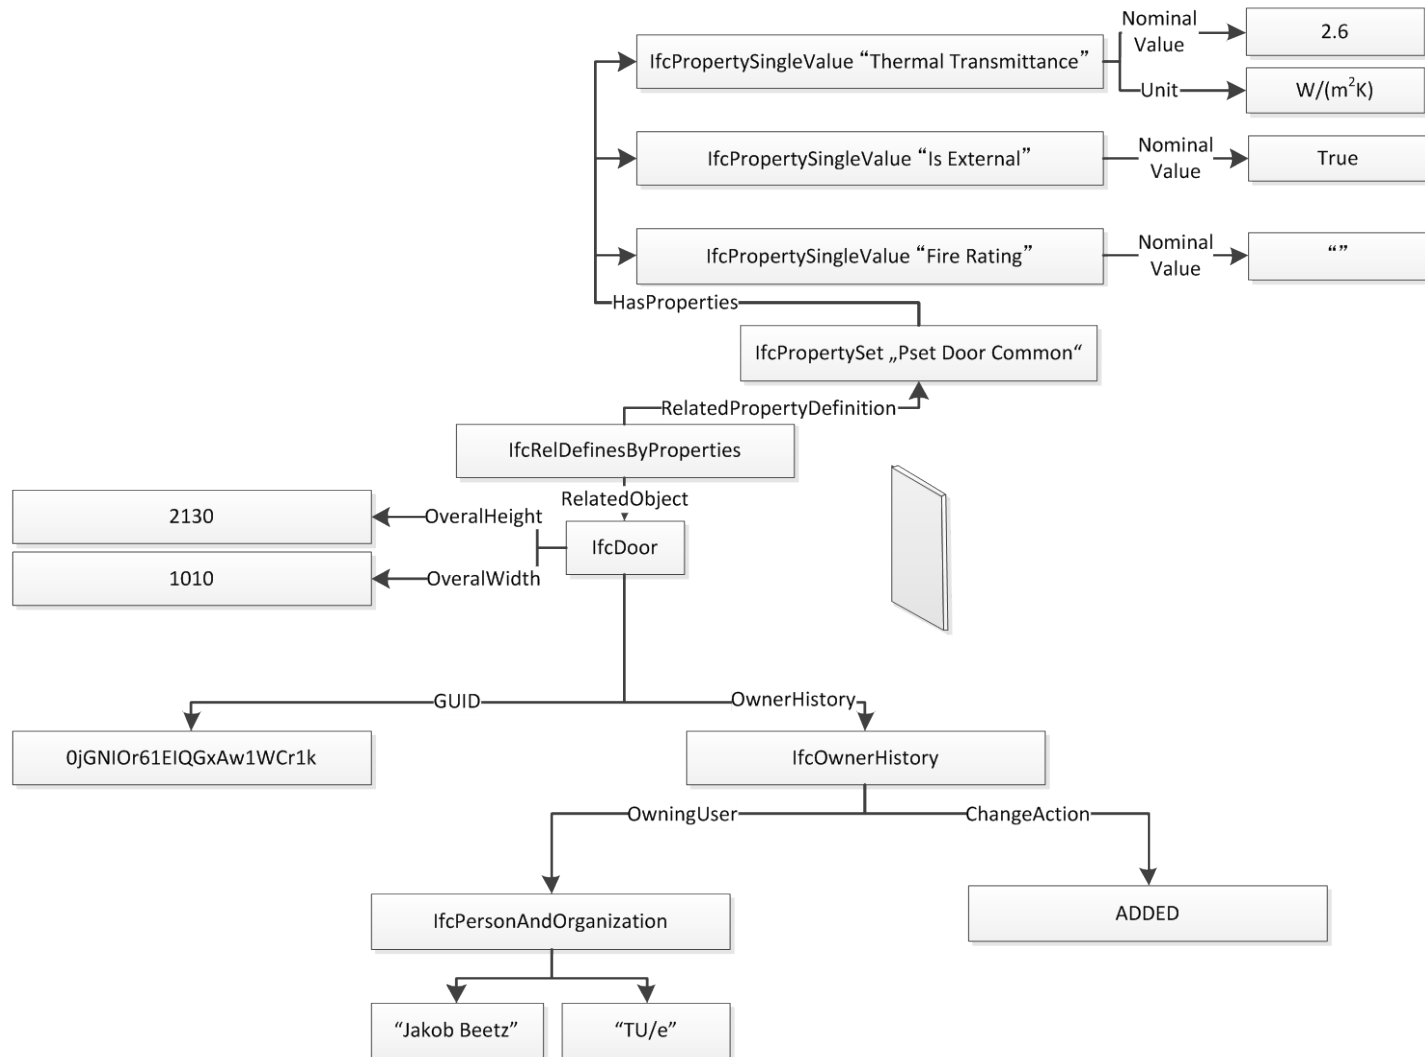 Nominal
Value
2.6
IfcPropertySingleValue “Thermal Transmittance”
Unit
W/(m²K)
IfcPropertySingleValue “Is External”
Nominal
Value
True
IfcPropertySingleValue “Fire Rating”
Nominal
Value
“”
HasProperties
IfcPropertySet „Pset Door Common“
RelatedPropertyDefinition
IfcRelDefinesByProperties
RelatedObject
2130
OveralHeight
IfcDoor
1010
OveralWidth
GUID
OwnerHistory
0jGNIOr61EIQGxAw1WCr1k
IfcOwnerHistory
OwningUser
ChangeAction
IfcPersonAndOrganization
ADDED
“Jakob Beetz”
“TU/e”